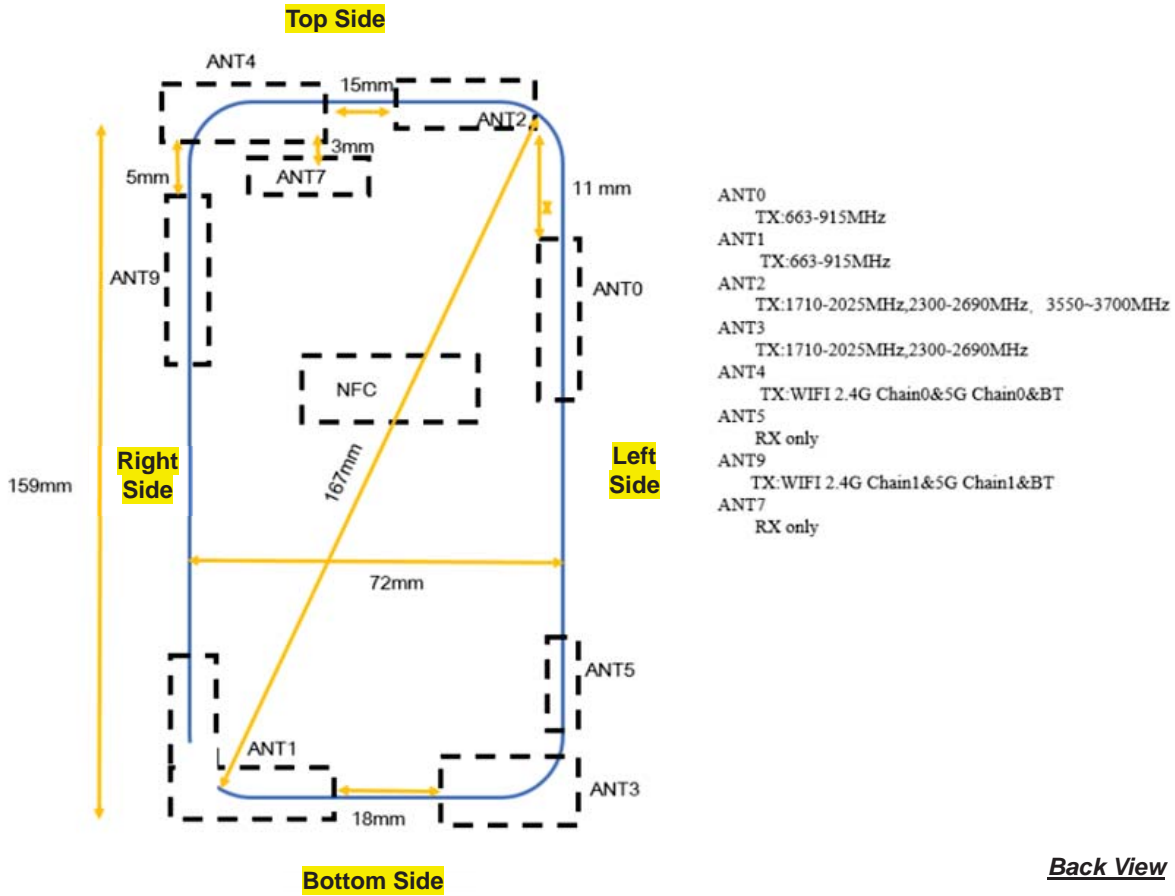 Top Side
ANT4
15mm
ANT2
3mm
5mm
ANT7
11 mm
x
ANT9
ANT0
NFC
Right
Side
Left
Side
159mm
167mm
72mm
ANT5
ANT1
ANT3
18mm
Bottom Side
ANT0
TX:663-915MHz
ANT1
TX:663-915MHz
ANT2
TX:1710-2025MHz,2300-2690MHz、3550~3700MHz
ANT3
TX:1710-2025MHz,2300-2690MHz
ANT4
TX:WIFI 2.4G Chain0&5G Chain0&BT
ANT5
RX only
ANT9
TX:WIFI 2.4G Chain1&5G Chain1&BT
ANT7
RX only
Back View